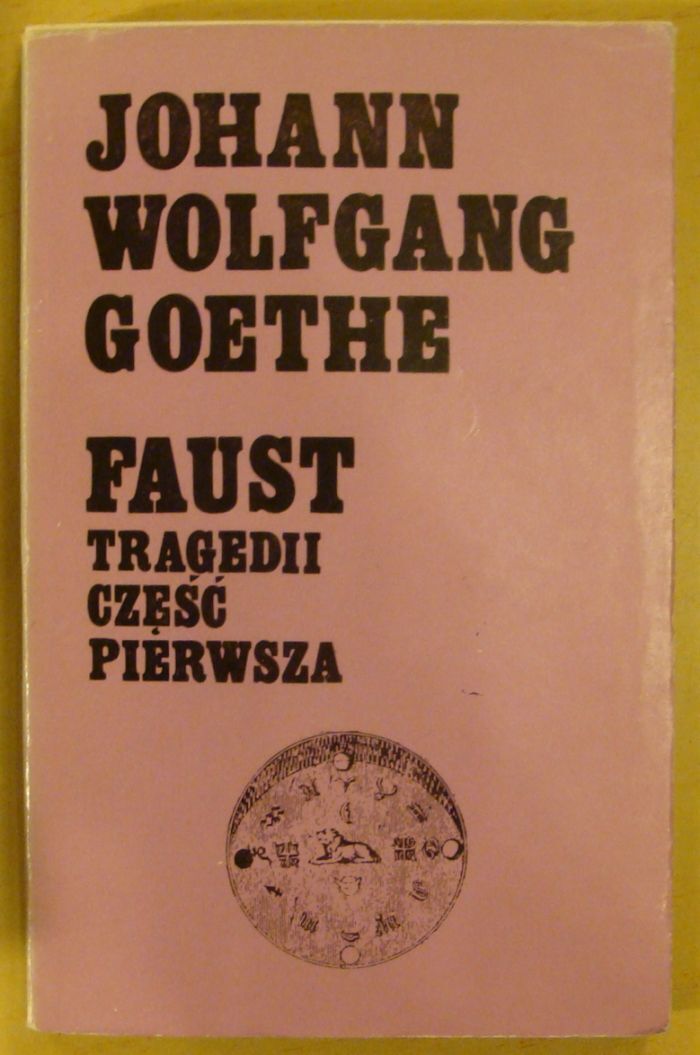 JOHANN
WOLFGANG
GOETHE
FAUST
TRAGEDII
CZĘŚĆ
PIERWSZA